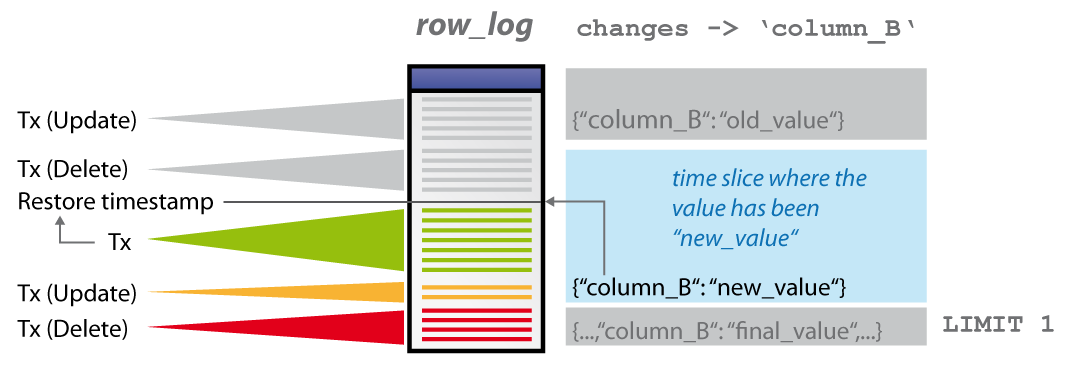 row_log
changes -> ‘column_B‘
Tx (Update)
{“column_B“: “old_value“}
Tx (Delete)
time slice where the
value has been
“new_value“
Restore timestamp
Tx
Tx (Update)
{“column_B“: “new_value“}
Tx (Delete)
{...,“column_B“: “final_value“,...}
LIMIT 1